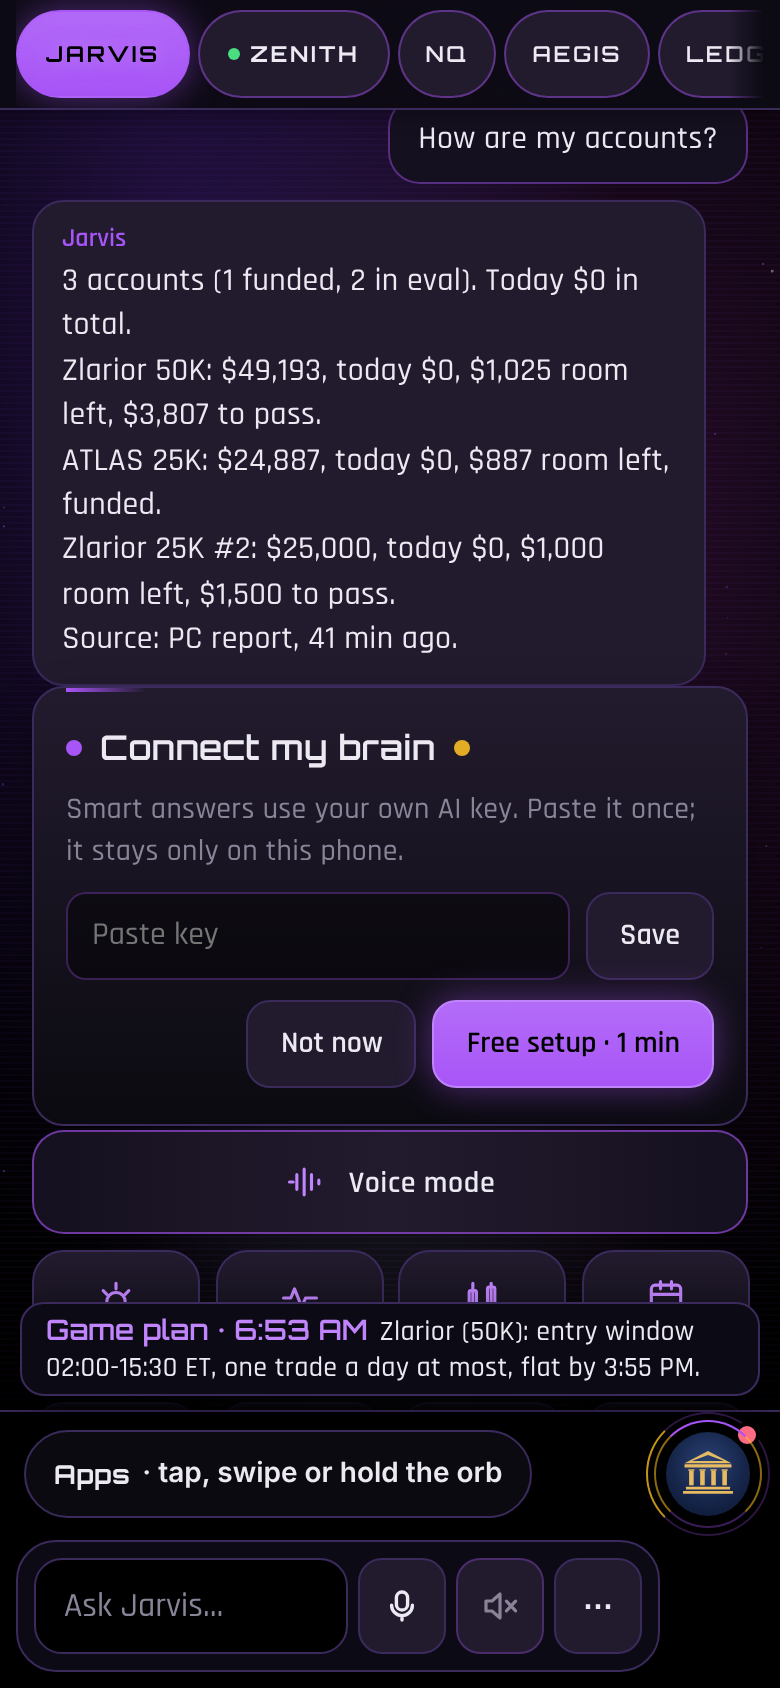 JARVIS
ZENITH
NQ
AEGIS
LEDG
How are my accounts?
Jarvis
3 accounts (1 funded, 2 in eval). Today $0 in
total.
Zlarior 50K: $49,193, today $0, $1,025 room
left, $3,807 to pass.
ATLAS 25K: $24,887, today $0, $887 room left,
funded.
Zlarior 25K #2: $25,000, today $0, $1,000
room left, $1,500 to pass.
Source: PC report, 41 min ago.
Connect my brain
Smart answers use your own AI key. Paste it once;
it stays only on this phone.
Paste key
Save
Not now
Free setup · 1 min
Voice mode
Game plan · 6:53 AM Zlarior (50K): entry window
02:00-15:30 ET, one trade a day at most, flat by 3:55 PM.
Apps · tap, swipe or hold the orb
Ask Jarvis...